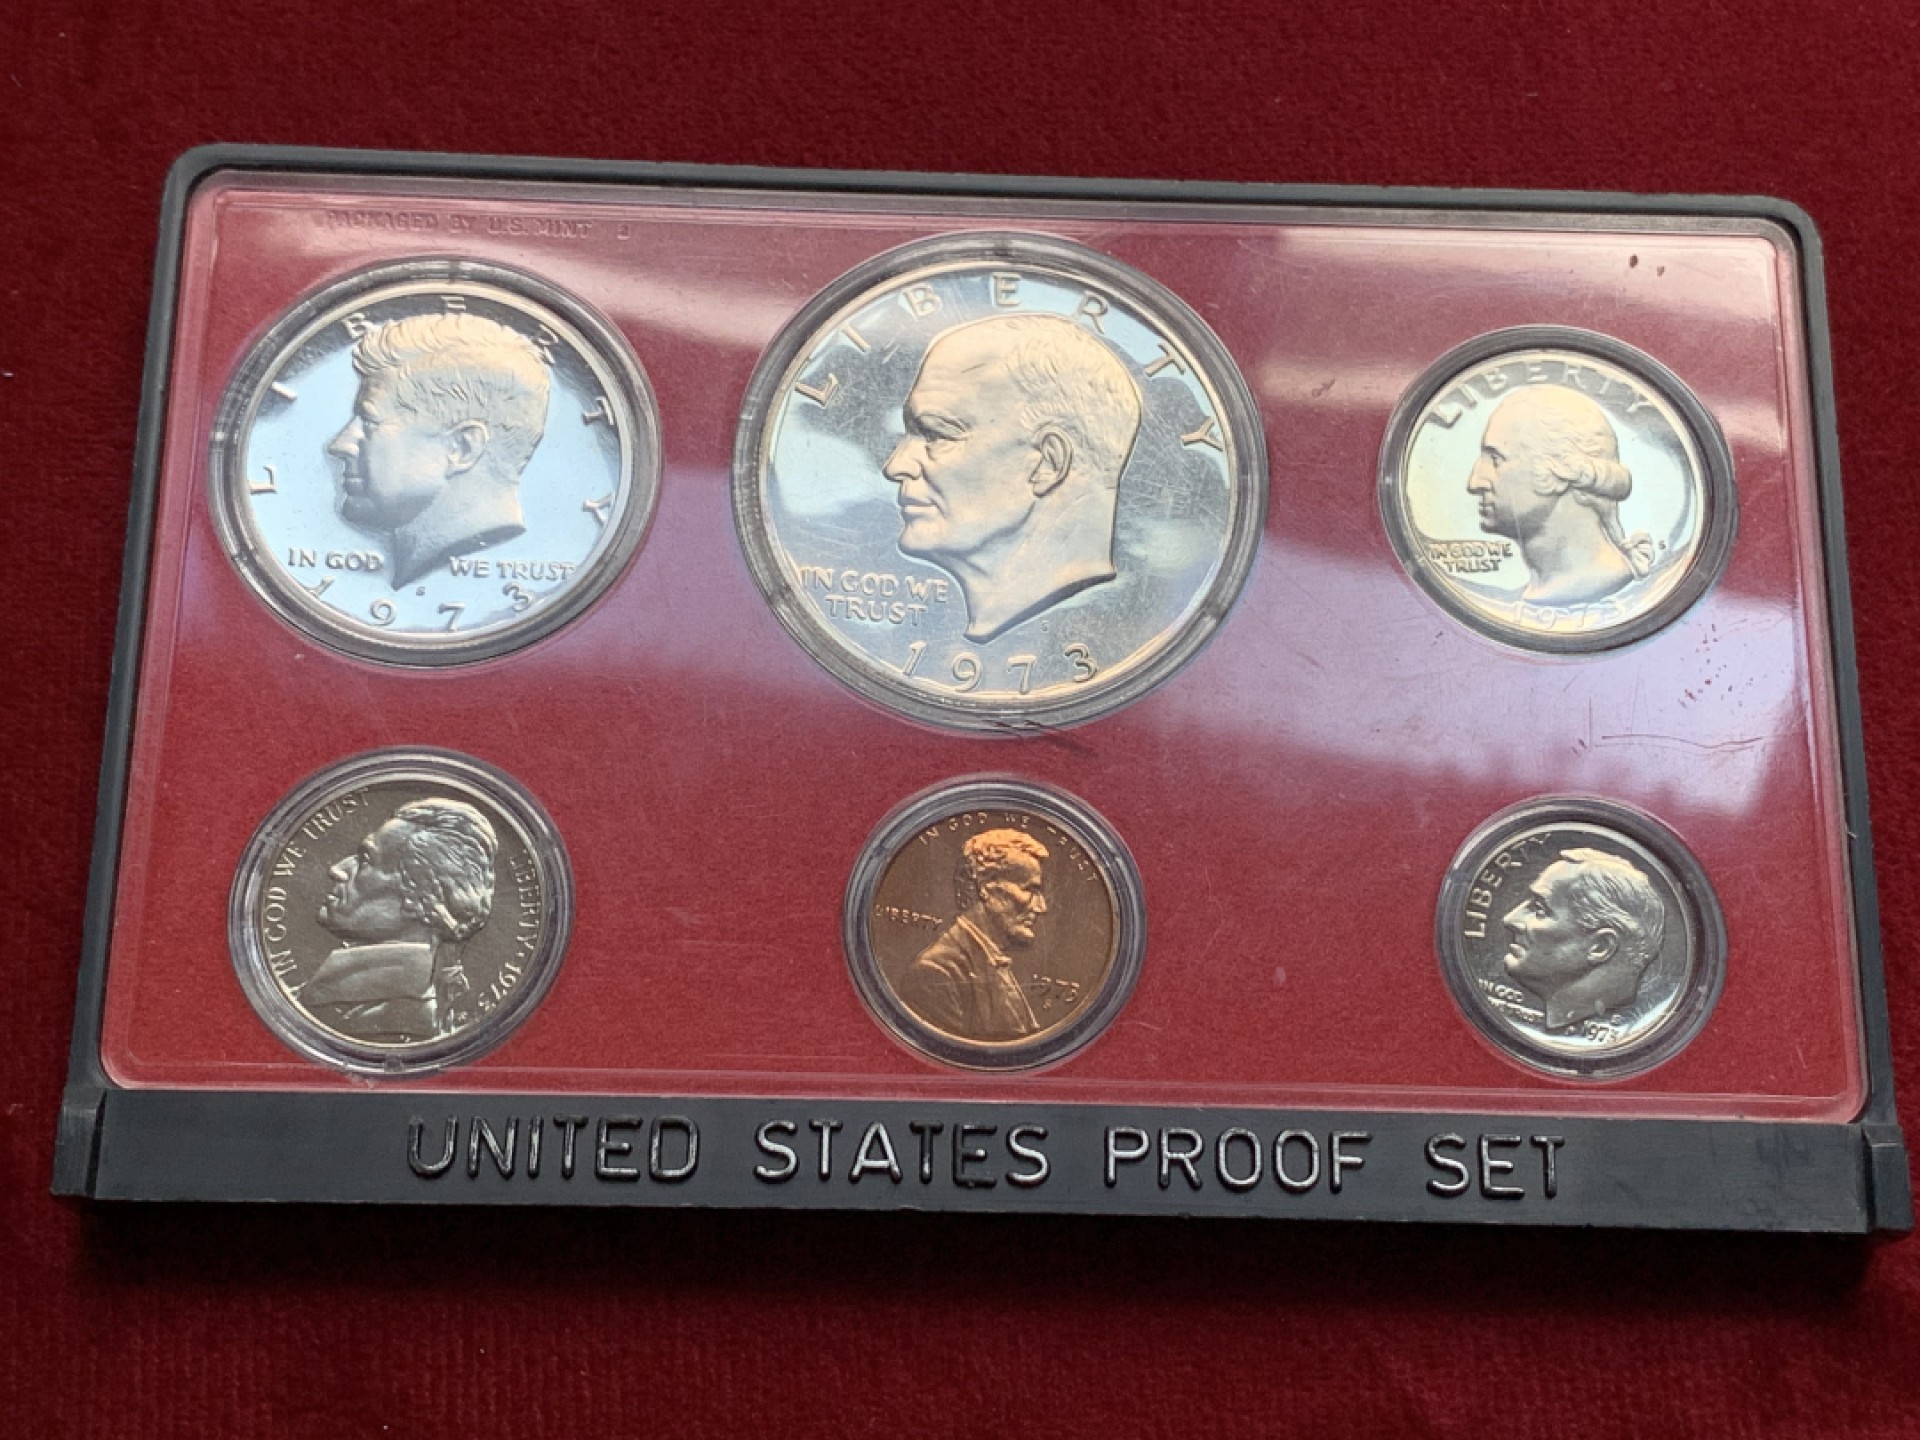 PACKAGED BY U.S. MINT
LIBERTY
IN GOD WE TRUST
S
1973
LIBERTY
IN GOD WE
TRUST
S
1973
LIBERTY
IN GOD WE
TRUST
S
1973
IN GOD WE TRUST
LIBERTY · 1973
IN GOD WE TRUST
LIBERTY
1973
S
LIBERTY
IN GOD
WE TRUST
S
1973
UNITED STATES PROOF SET